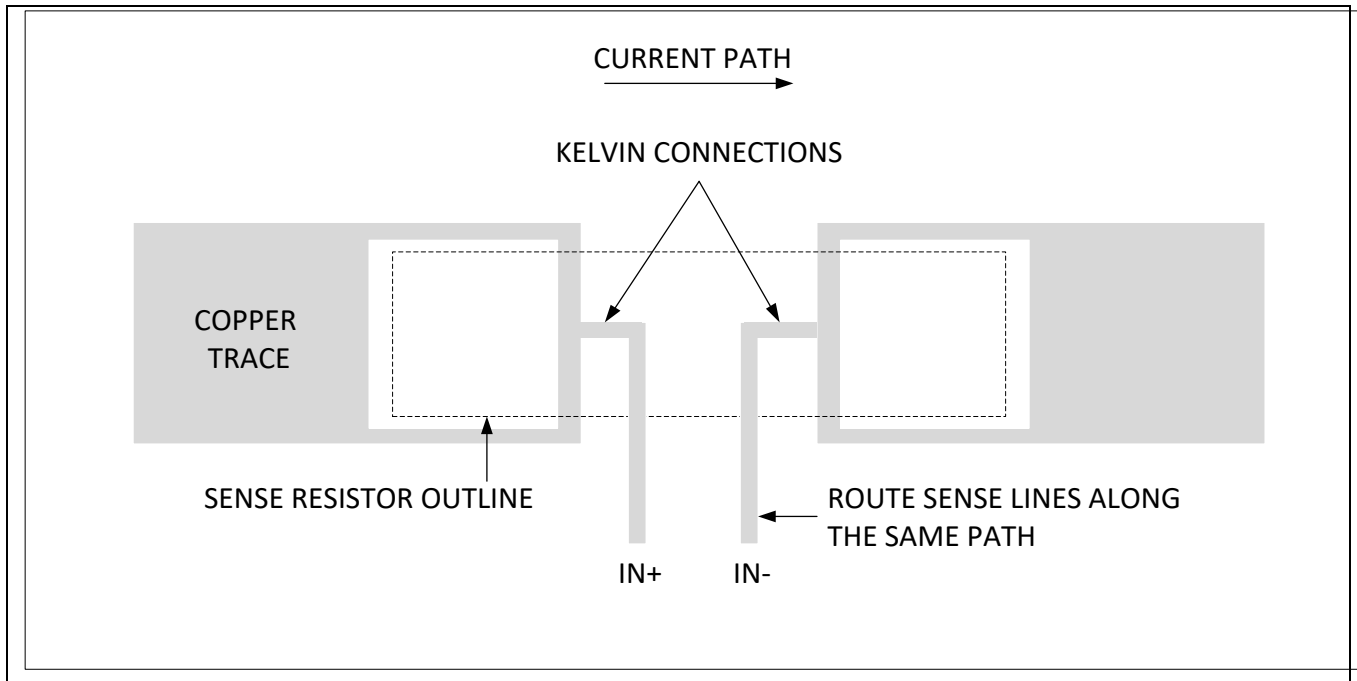 CURRENT PATH
KELVIN CONNECTIONS
COPPER
TRACE
SENSE RESISTOR OUTLINE
ROUTE SENSE LINES ALONG
THE SAME PATH
IN+
IN-